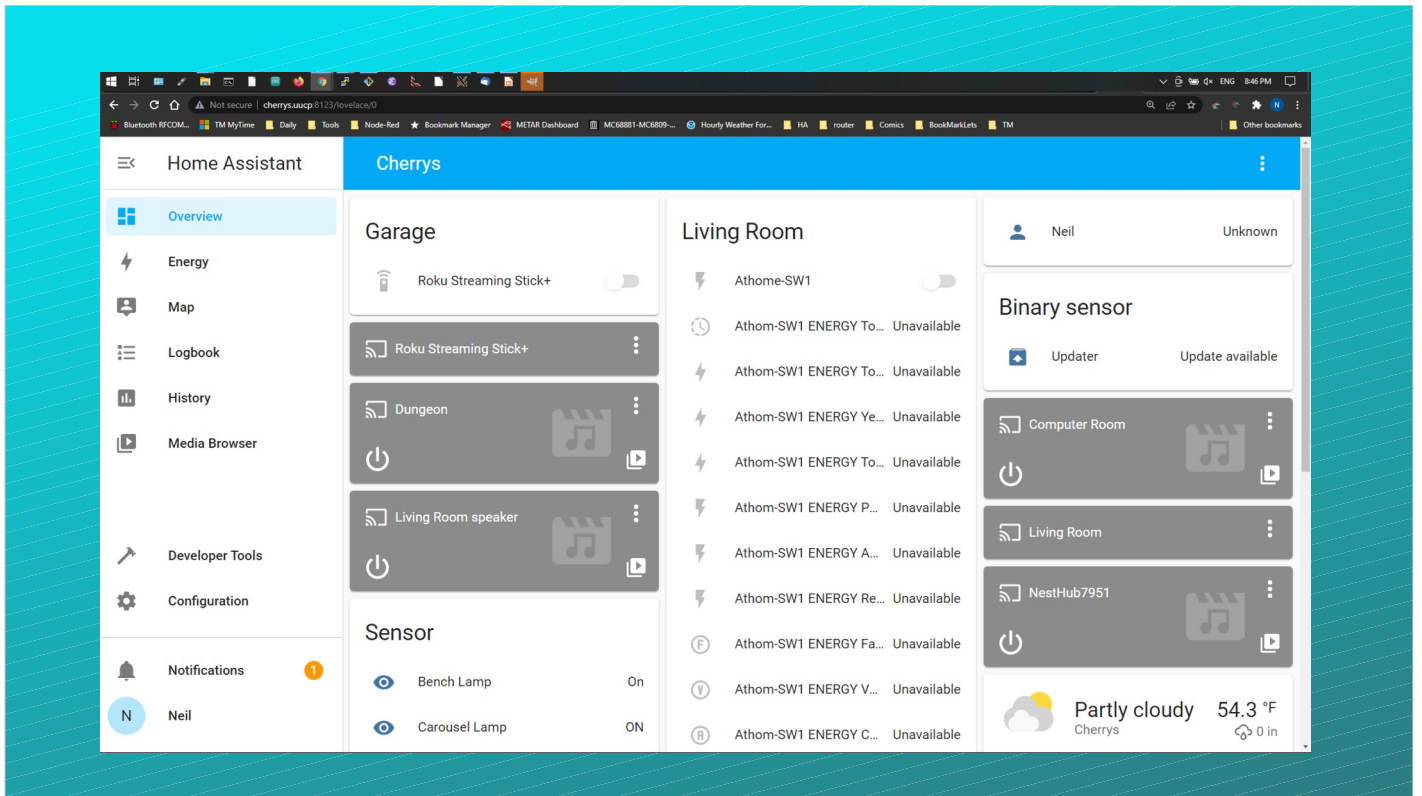 ENG 8:46 PM
Not secure | cherrys.uucp:8123/lovelace/0
N
Bluetooth RFCOM... TM MyTime Daily Tools Node-Red Bookmark Manager METAR Dashboard MC68881-MC6809-... Hourly Weather For... HA router Comics BookMarkLets TM Other bookmarks
Home Assistant
Overview
Energy
Map
Logbook
History
Media Browser
Developer Tools
Configuration
Notifications 1
N Neil
Cherrys
Garage
Roku Streaming Stick+
Roku Streaming Stick+
Dungeon
Living Room speaker
Sensor
Bench Lamp On
Carousel Lamp ON
Living Room
Athome-SW1
Athom-SW1 ENERGY To... Unavailable
Athom-SW1 ENERGY To... Unavailable
Athom-SW1 ENERGY Ye... Unavailable
Athom-SW1 ENERGY To... Unavailable
Athom-SW1 ENERGY P... Unavailable
Athom-SW1 ENERGY A... Unavailable
Athom-SW1 ENERGY Re... Unavailable
F Athom-SW1 ENERGY Fa... Unavailable
V Athom-SW1 ENERGY V... Unavailable
A Athom-SW1 ENERGY C... Unavailable
Neil Unknown
Binary sensor
Updater Update available
Computer Room
Living Room
NestHub7951
Partly cloudy 54.3 °F
Cherrys 0 in